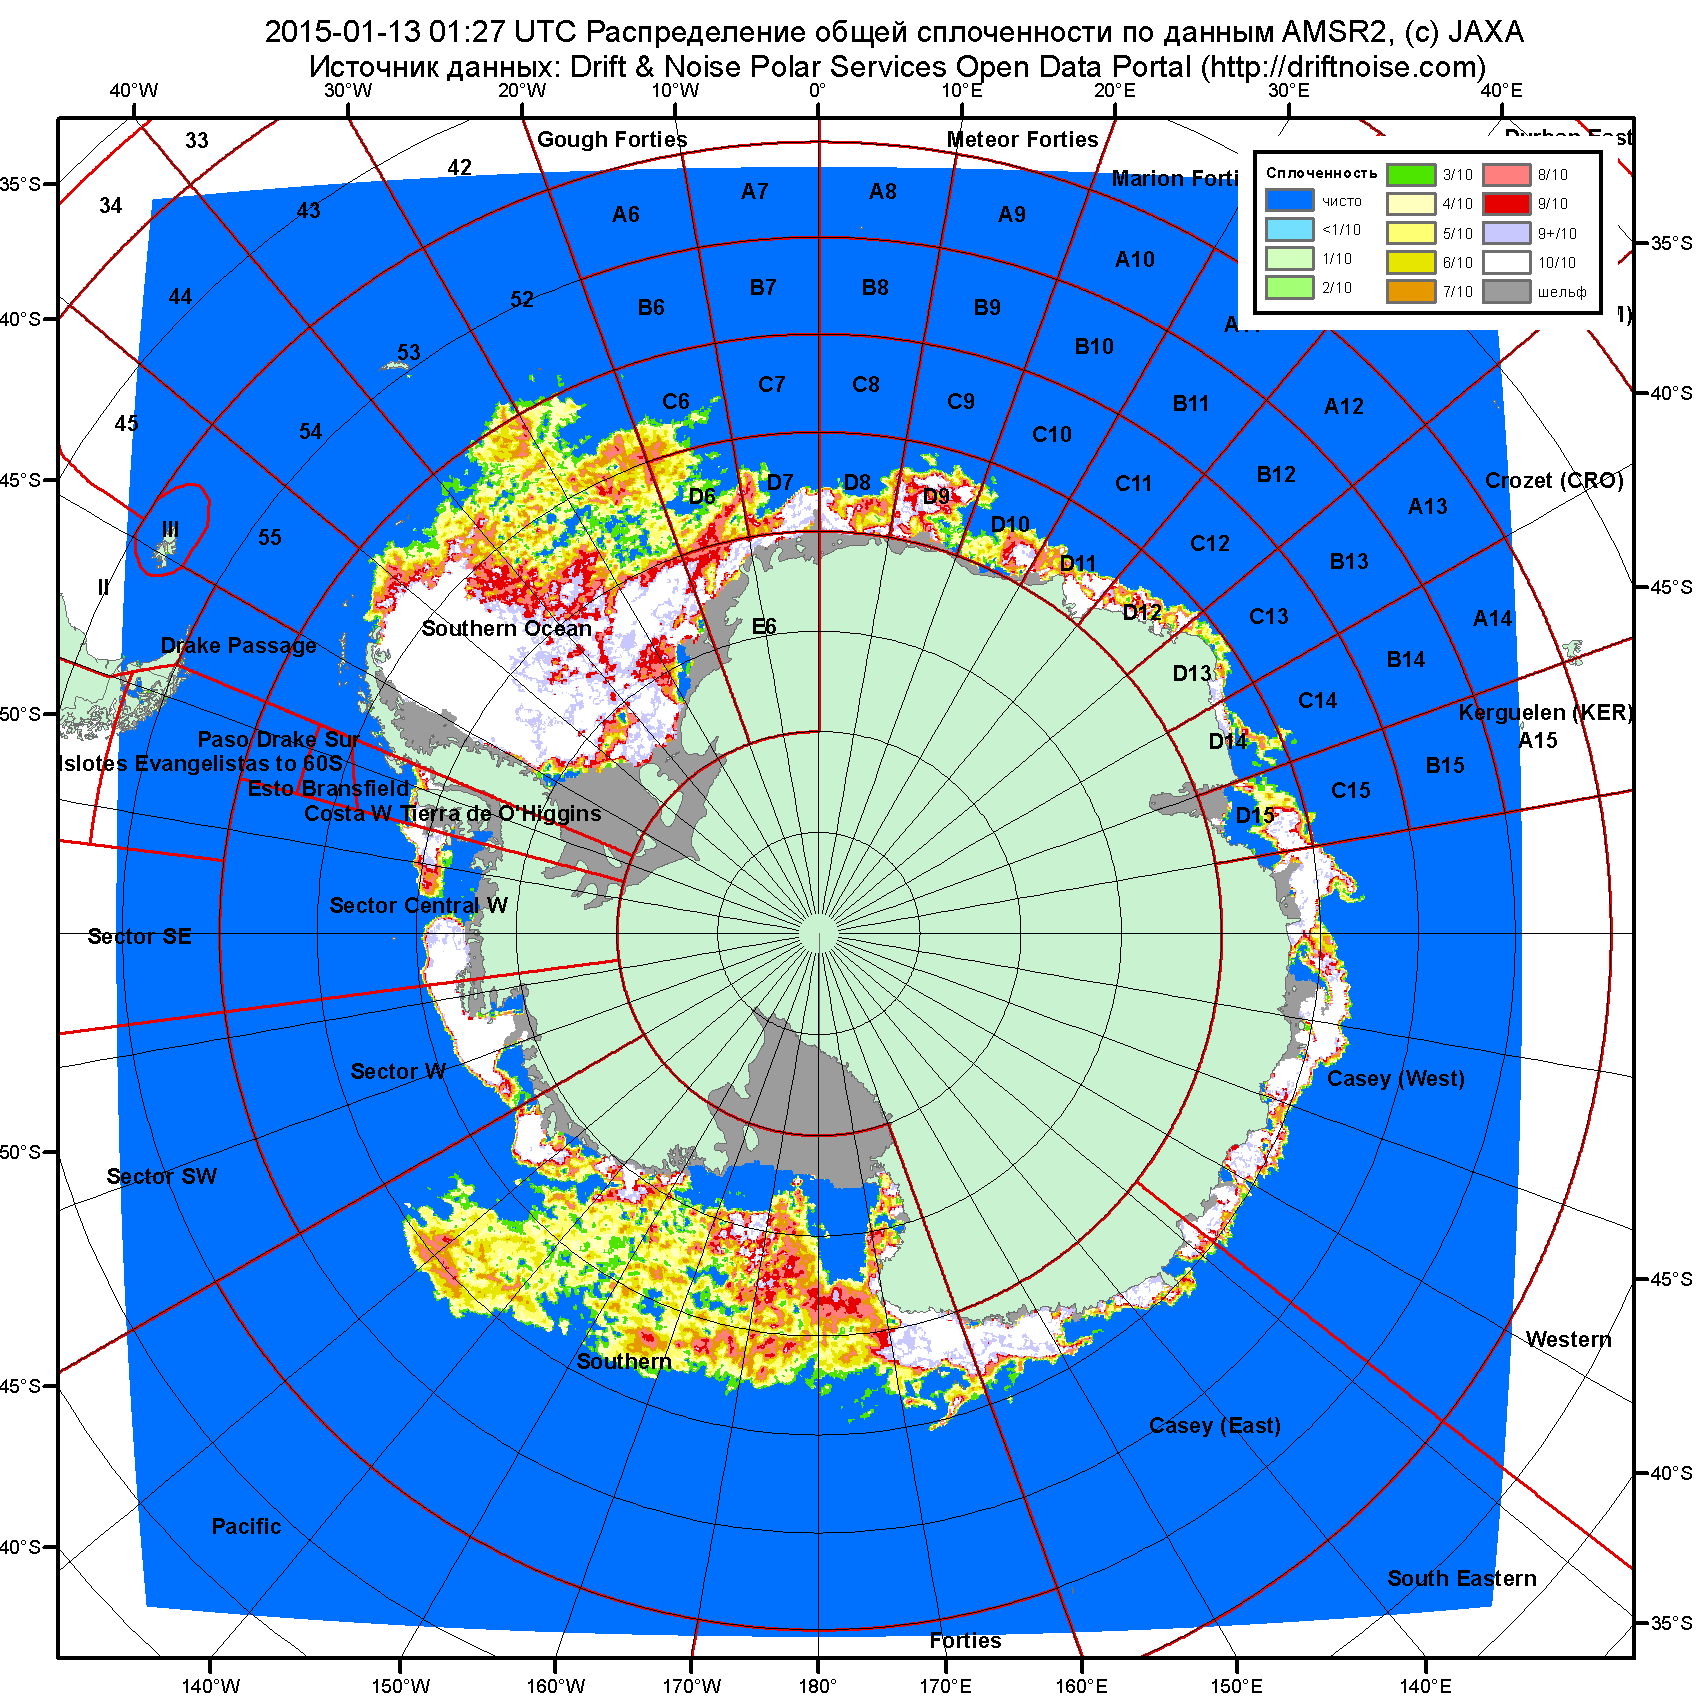 2015-01-13 01:27 UTC Распределение общей сплоченности по данным AMSR2, (c) JAXA
Источник данных: Drift & Noise Polar Services Open Data Portal (http://driftnoise.com)
40°W 30°W 20°W 10°W 0° 10°E 20°E 30°E 40°E
33 Gough Forties Meteor Forties
42 Marion
Сплоченность 3/10 8/10
чисто 4/10 9/10
<1/10 5/10 9+/10
1/10 6/10 10/10
2/10 7/10 шельф
35°S 34 43 A6 A7 A8 A9 35°S
44 52 B6 B7 B8 B9 A10
40°S 53 B10 40°S
45 54 C6 C7 C8 C9 C10 B11 A12
45°S III 55 D6 D7 D8 D9 C11 B12 Crozet (CRO)
D10 C12 A13
II D11 B13 45°S
Southern Ocean E6 D12 C13 A14
Drake Passage D13 B14
50°S C14 Kerguelen (KER)
Paso Drake Sur D14 A15
Islotes Evangelistas to 60S B15
Esto Bransfield C15
Costa W Tierra de O'Higgins D15
Sector Central W
Sector SE
Sector W Casey (West)
50°S
Sector SW
45°S
Western
Southern
45°S
Casey (East)
40°S
Pacific
40°S
South Eastern
35°S
Forties
140°W 150°W 160°W 170°W 180° 170°E 160°E 150°E 140°E